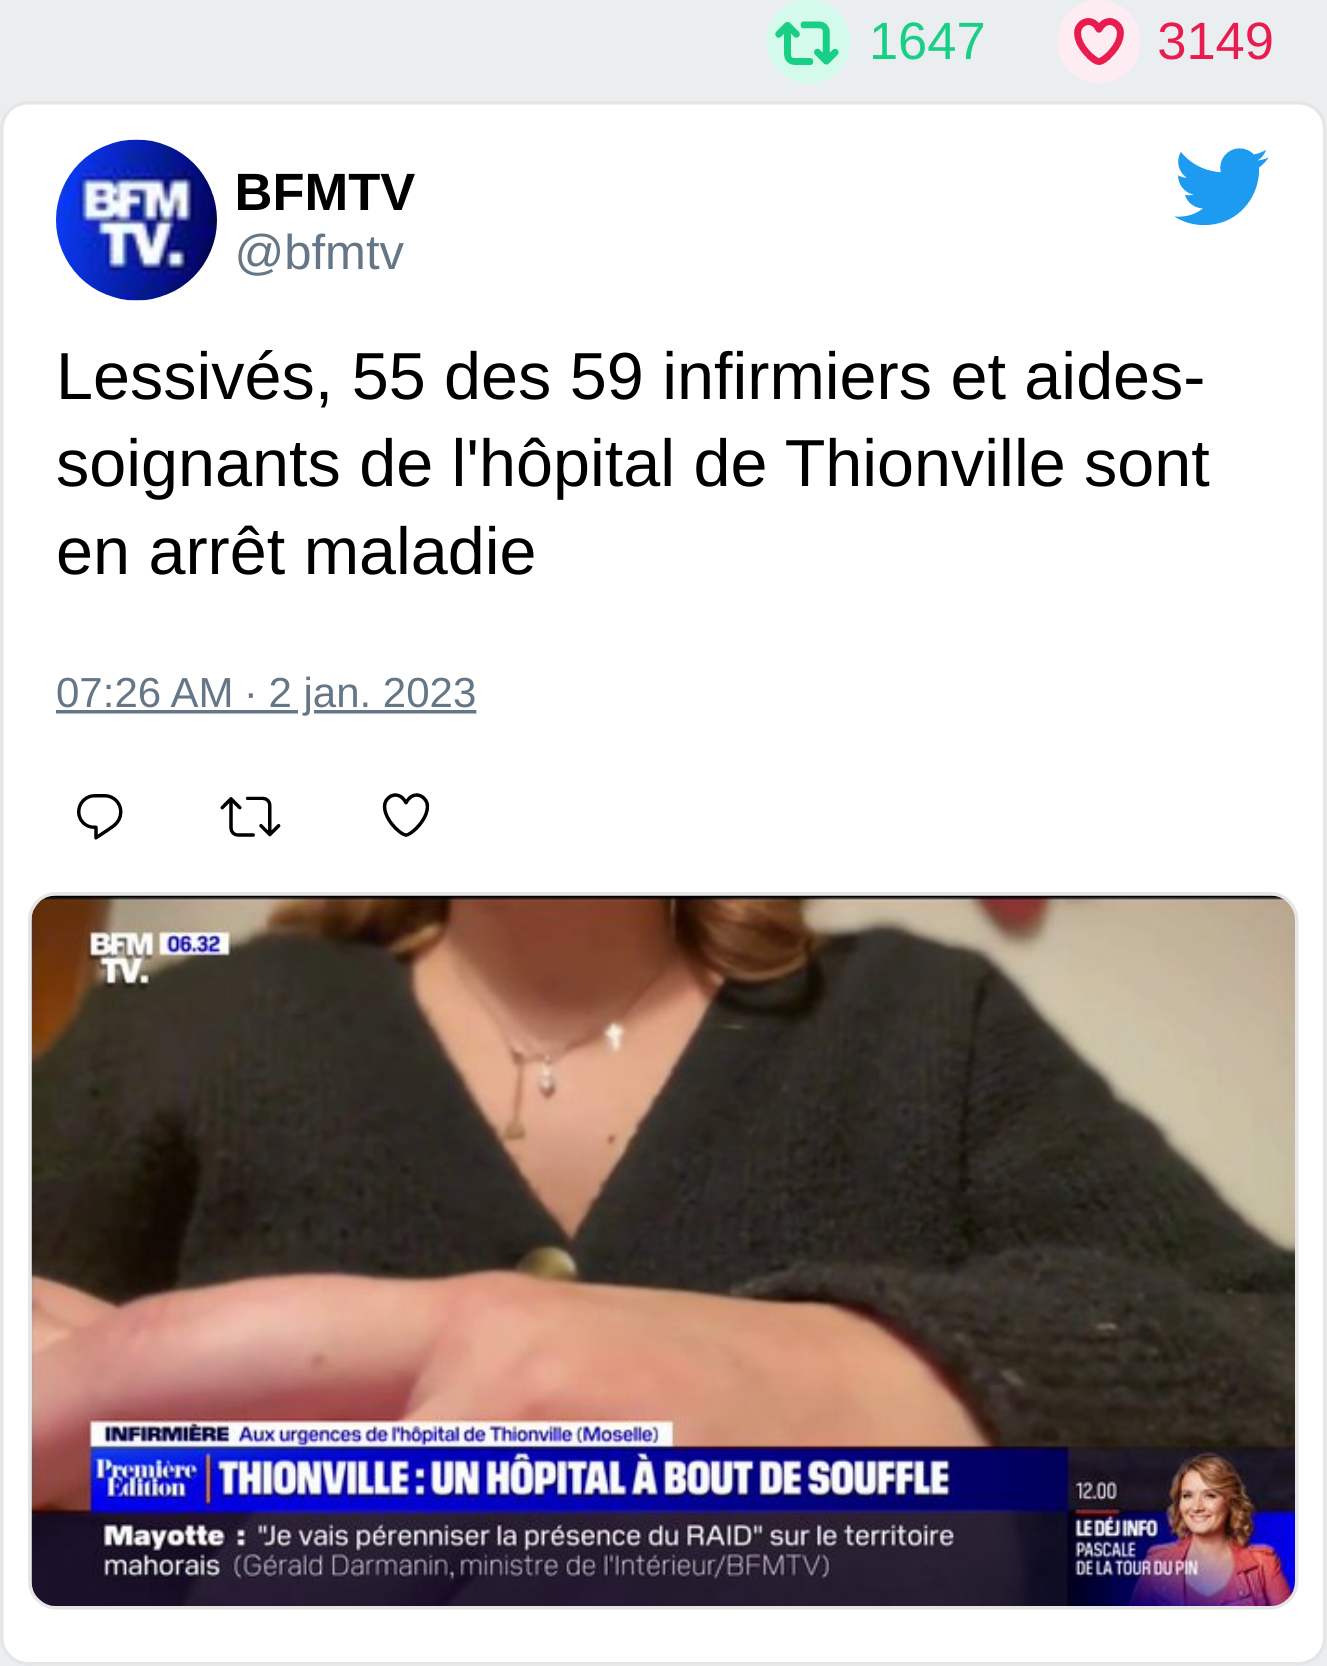 1647 3149
BFM
TV.
BFMTV
@bfmtv
Lessivés, 55 des 59 infirmiers et aides-
soignants de l'hôpital de Thionville sont
en arrêt maladie
07:26 AM · 2 jan. 2023
BFM 06.32
TV.
INFIRMIÈRE Aux urgences de l'hôpital de Thionville (Moselle)
Première
Édition
THIONVILLE : UN HÔPITAL À BOUT DE SOUFFLE
Mayotte : "Je vais pérenniser la présence du RAID" sur le territoire
mahorais (Gérald Darmanin, ministre de l'Intérieur/BFMTV)
12.00
LE DÉJ INFO
PASCALE
DE LA TOUR DU PIN